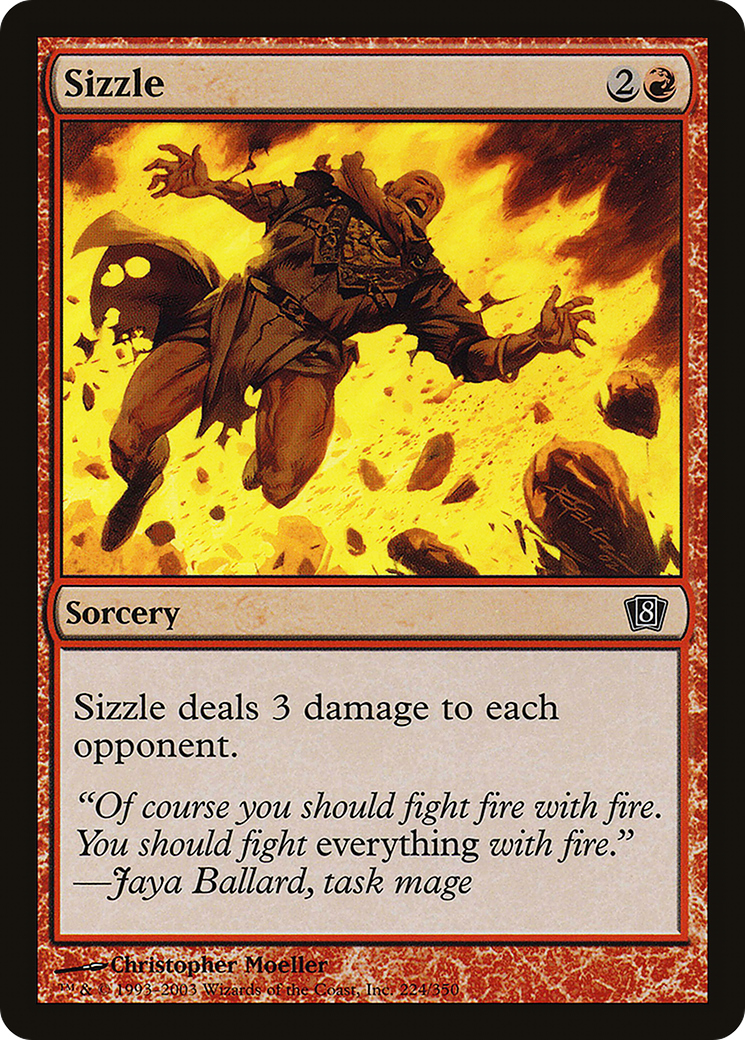 Sizzle
2
Sorcery
8
Sizzle deals 3 damage to each
opponent.
“Of course you should fight fire with fire.
You should fight everything with fire.”
—Jaya Ballard, task mage
Christopher Moeller
™ & © 1993–2003 Wizards of the Coast, Inc. 224/350